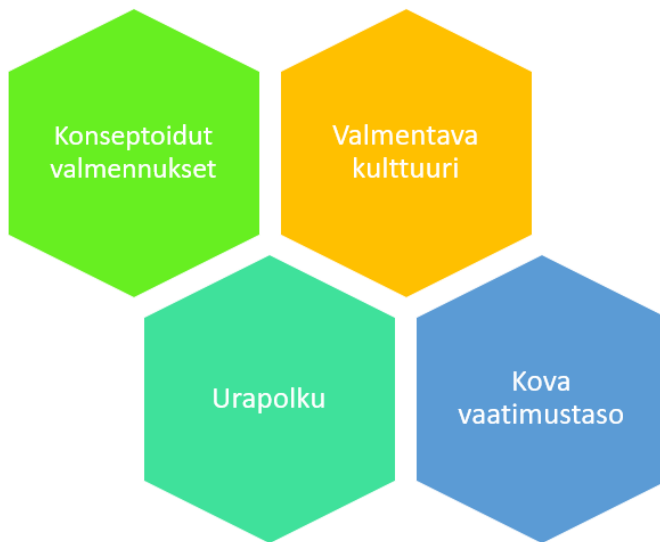 Konseptoidut
valmennukset
Valmentava
kulttuuri
Urapolku
Kova
vaatimustaso